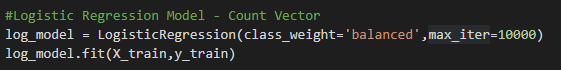 #Logistic Regression Model - Count Vector
log_model = LogisticRegression(class_weight='balanced',max_iter=10000)
log_model.fit(X_train,y_train)